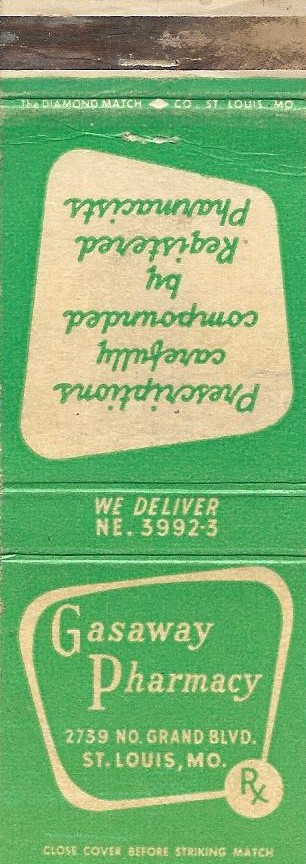 The DIAMOND MATCH CO. ST. LOUIS, MO.
Prescriptions
carefully
compounded
by
Registered
Pharmacists
WE DELIVER
NE. 3992-3
Gasaway
Pharmacy
2739 NO. GRAND BLVD.
ST. LOUIS, MO.
Rx
CLOSE COVER BEFORE STRIKING MATCH